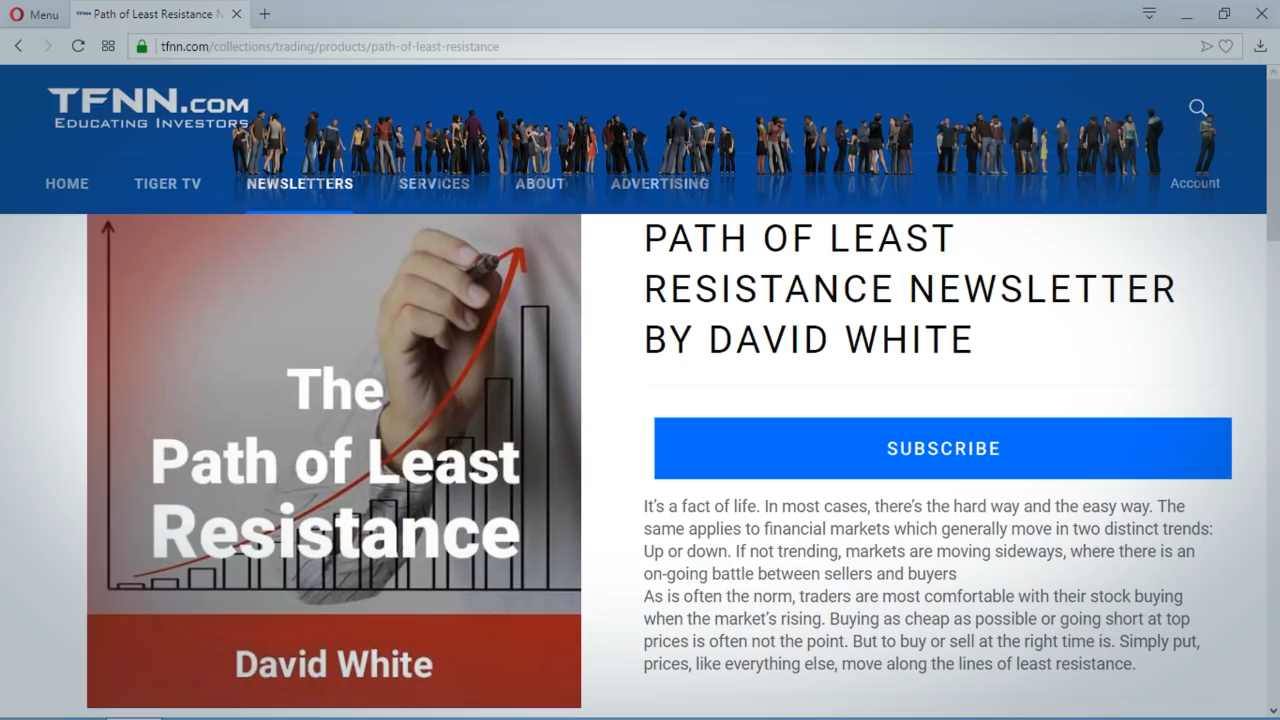 Menu
Path of Least Resistance N
tfnn.com/collections/trading/products/path-of-least-resistance
TFNN.COM
EDUCATING INVESTORS
HOME
TIGER TV
NEWSLETTERS
SERVICES
ABOUT
ADVERTISING
Account
The
Path of Least
Resistance
David White
PATH OF LEAST
RESISTANCE NEWSLETTER
BY DAVID WHITE
SUBSCRIBE
It's a fact of life. In most cases, there's the hard way and the easy way. The
same applies to financial markets which generally move in two distinct trends:
Up or down. If not trending, markets are moving sideways, where there is an
on-going battle between sellers and buyers
As is often the norm, traders are most comfortable with their stock buying
when the market's rising. Buying as cheap as possible or going short at top
prices is often not the point. But to buy or sell at the right time is. Simply put,
prices, like everything else, move along the lines of least resistance.